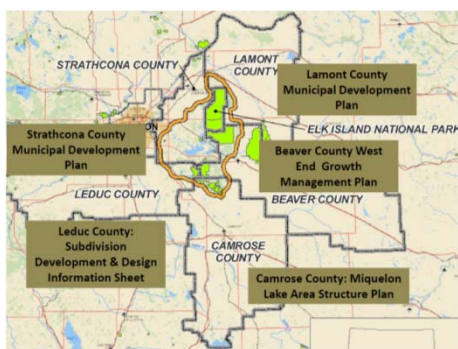 STRATHCONA COUNTY
LAMONT
COUNTY
Lamont County
Municipal Development
Plan
Strathcona County
Municipal Development
Plan
ON
ELK ISLAND NATIONAL PARK
Beaver County West
End Growth
Management Plan
LEDUC COUNTY
BEAVER COUNTY
Leduc County:
Subdivision
Development & Design
Information Sheet
CAMROSE
COUNTY
Camrose County: Miquelon
Lake Area Structure Plan